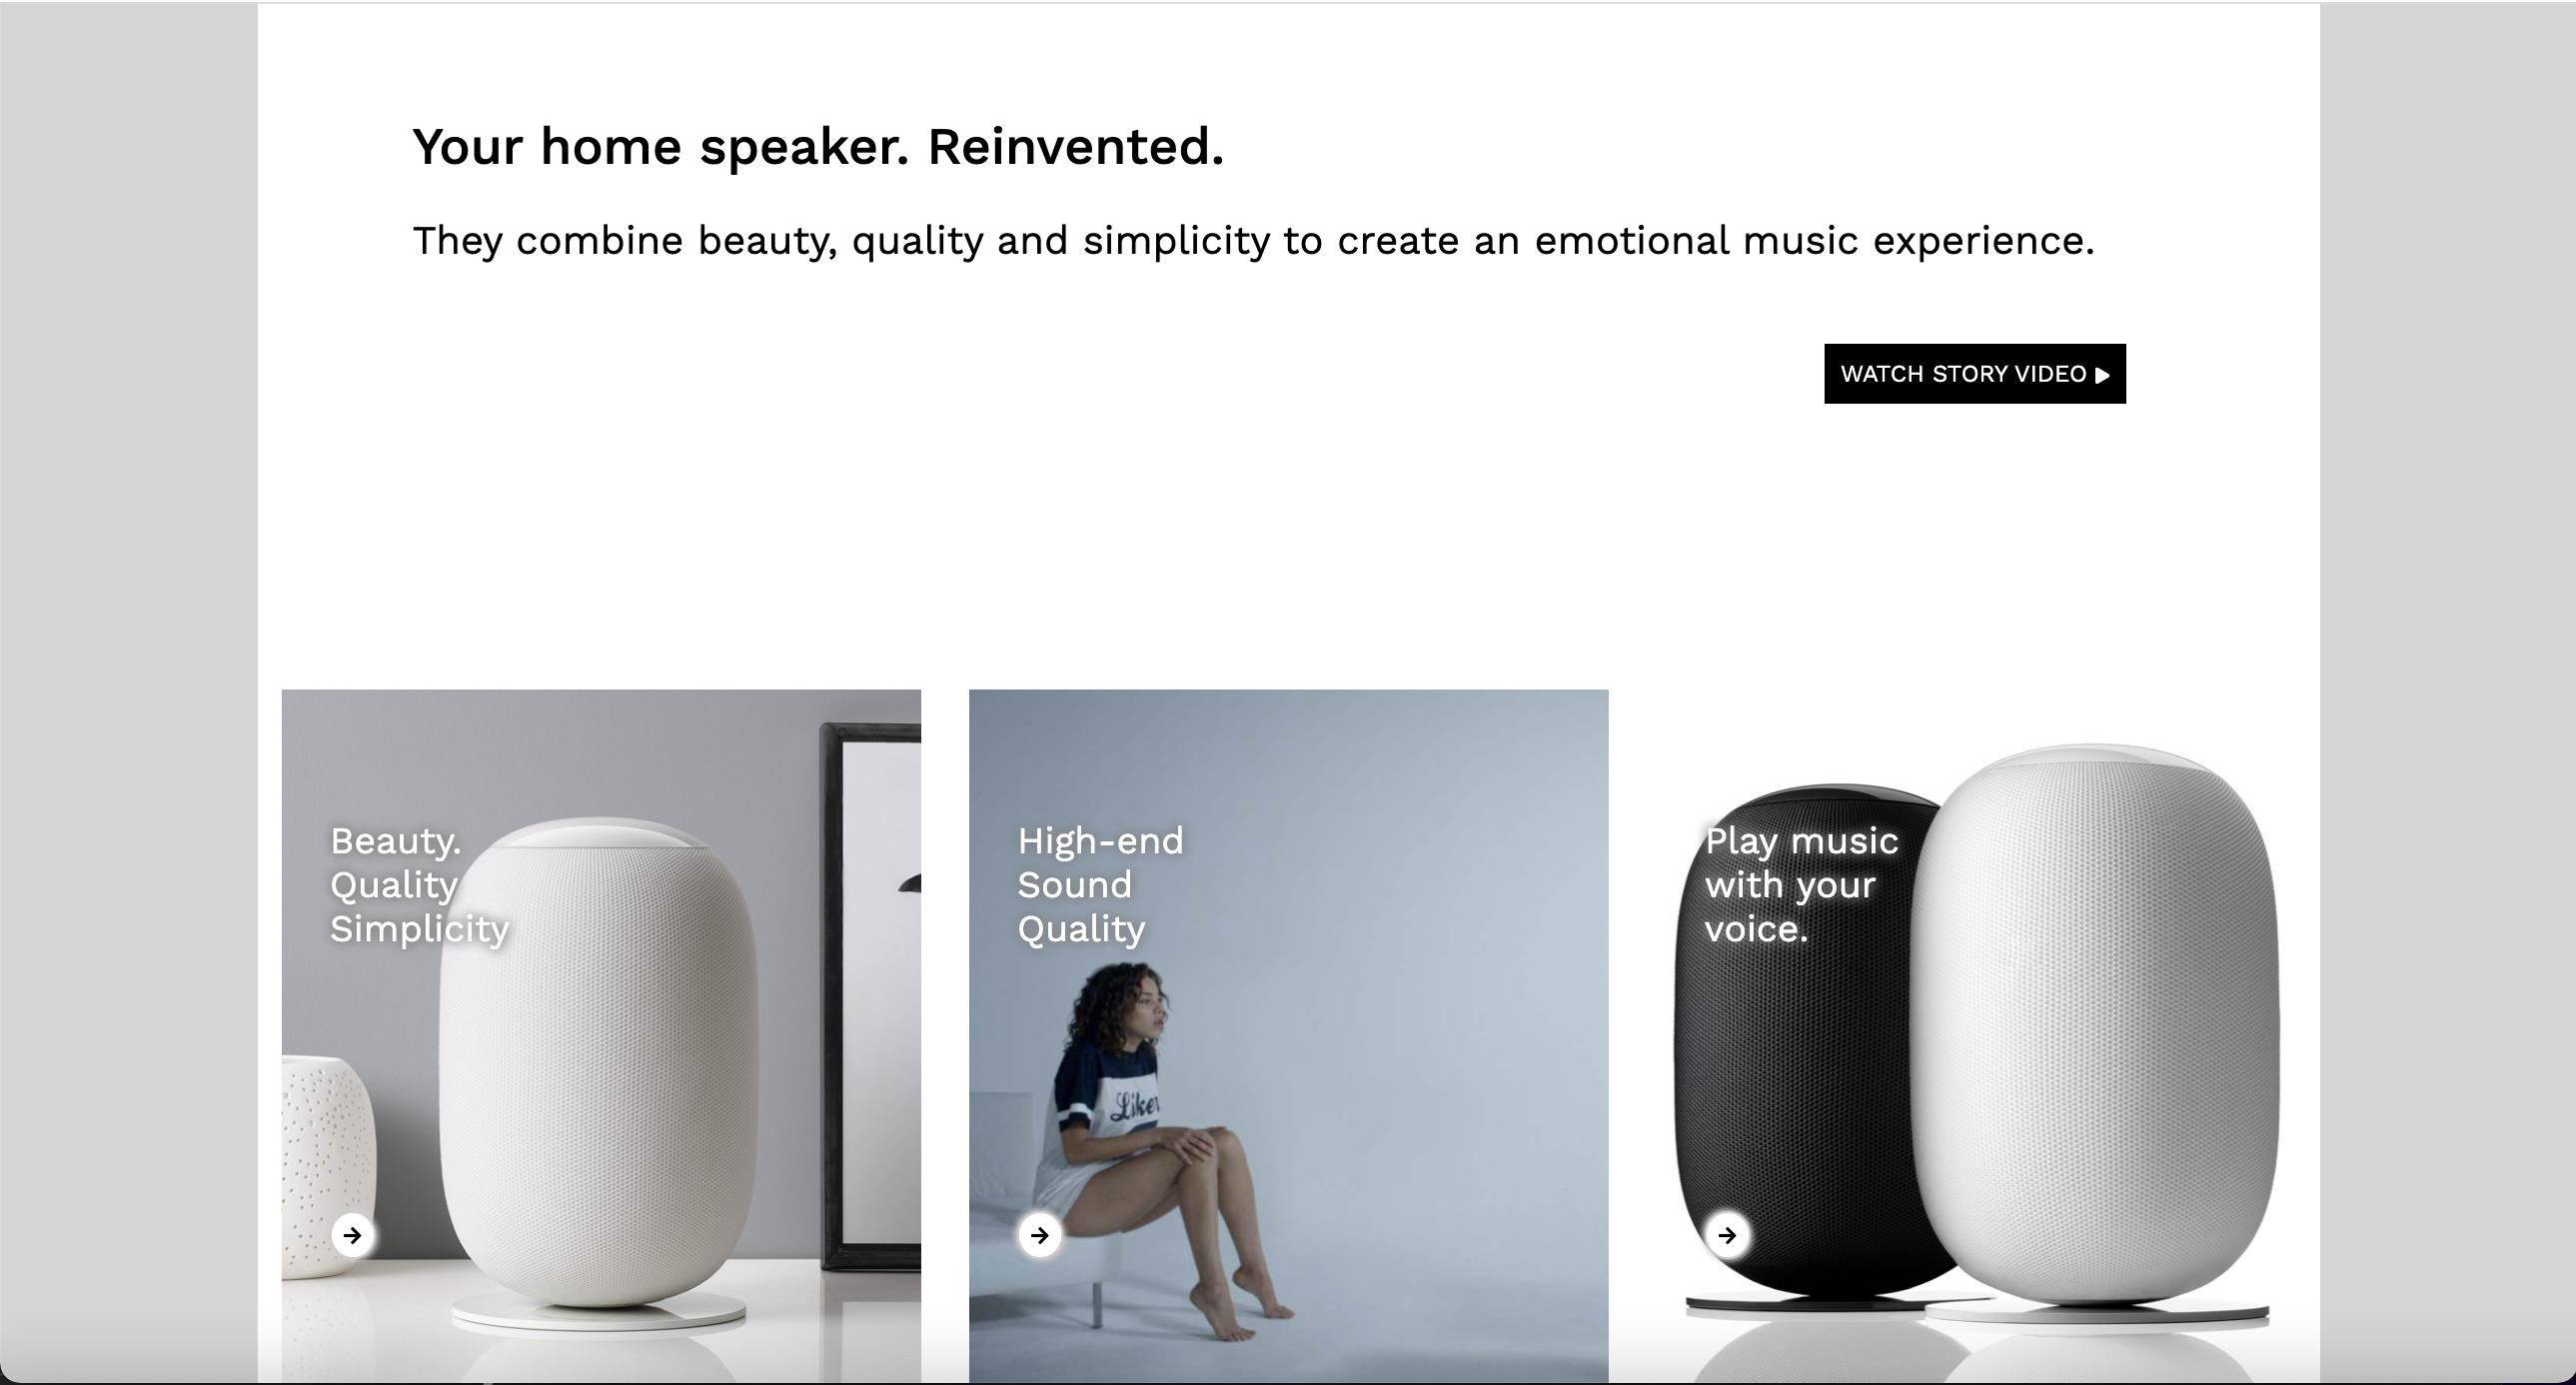 Your home speaker. Reinvented.
They combine beauty, quality and simplicity to create an emotional music experience.
WATCH STORY VIDEO
Beauty.
Quality
Simplicity
High-end
Sound
Quality
Liker
Play music
with your
voice.